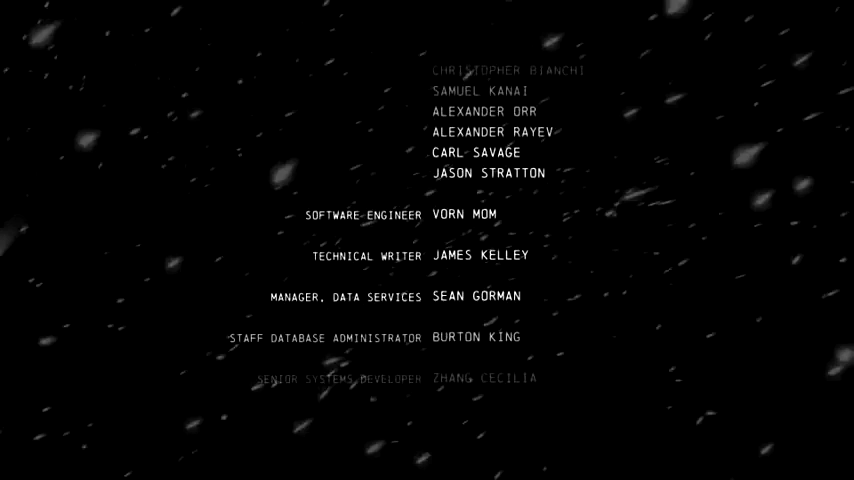 CHRISTOPHER BIANCHI
SAMUEL KANAI
ALEXANDER ORR
ALEXANDER RAYEV
CARL SAVAGE
JASON STRATTON
SOFTWARE ENGINEER VORN MOM
TECHNICAL WRITER JAMES KELLEY
MANAGER, DATA SERVICES SEAN GORMAN
STAFF DATABASE ADMINISTRATOR BURTON KING
SENIOR SYSTEMS DEVELOPER ZHANG CECILIA